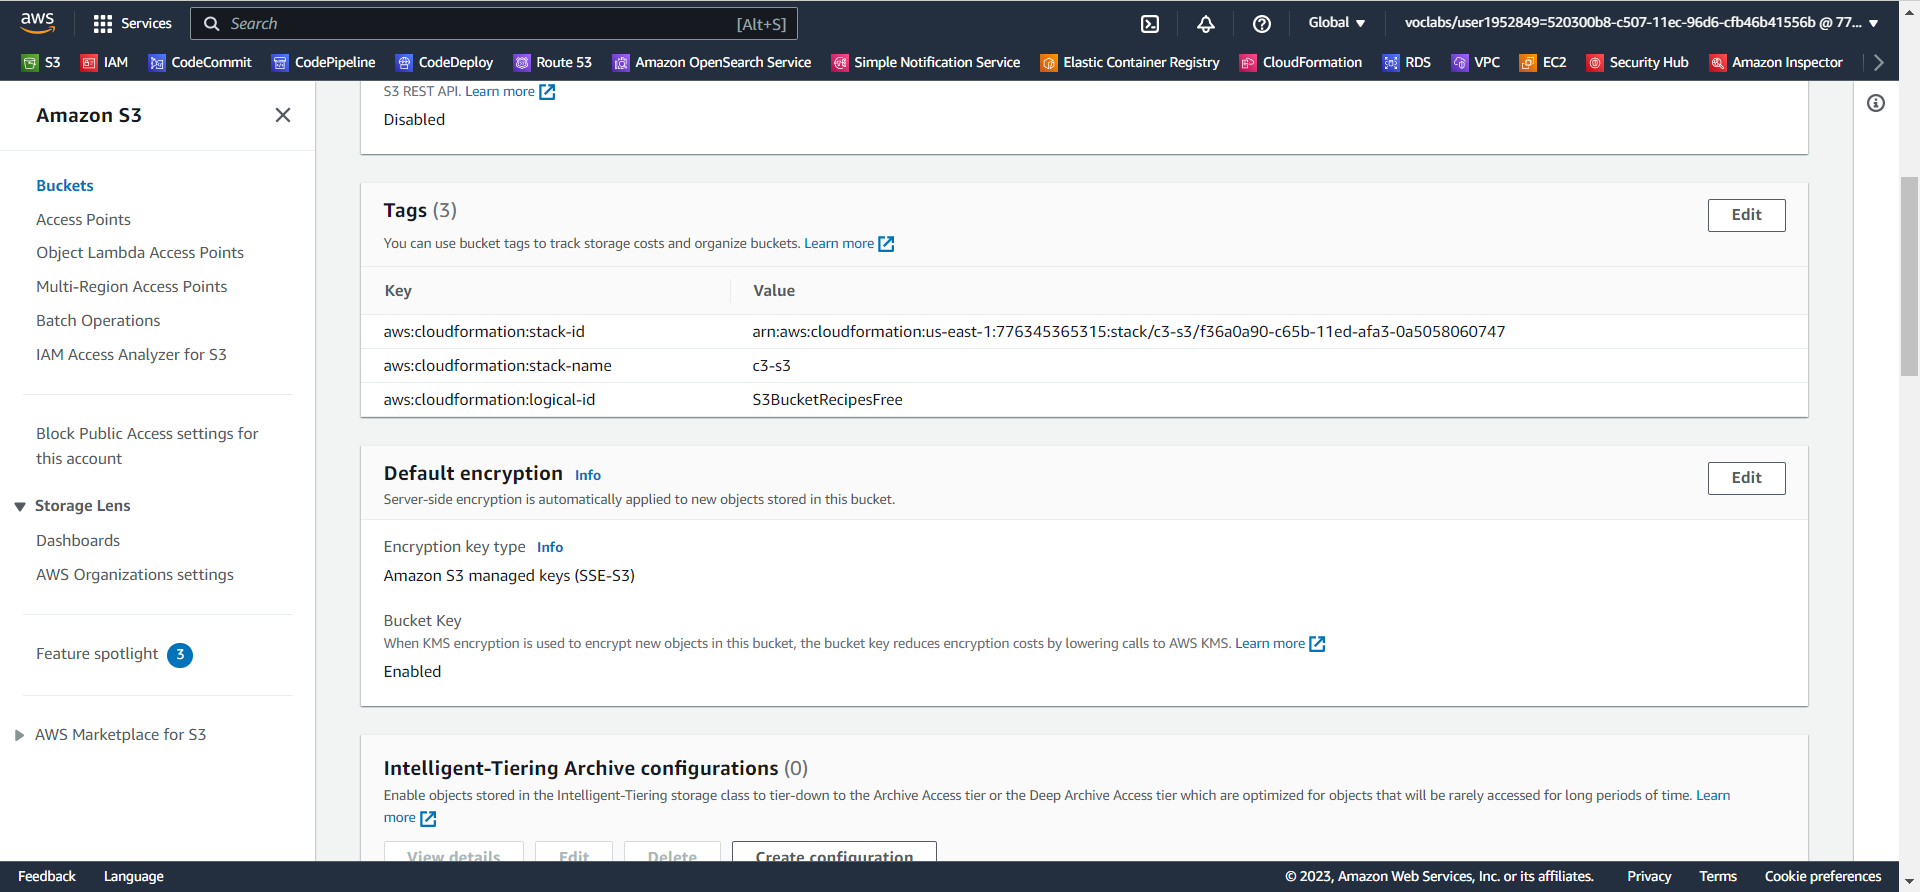 aws
Services
Search [Alt+S]
Global
voclabs/user1952849=520300b8-c507-11ec-96d6-cfb46b41556b @ 77...
S3 IAM CodeCommit CodePipeline CodeDeploy Route 53 Amazon OpenSearch Service Simple Notification Service Elastic Container Registry CloudFormation RDS VPC EC2 Security Hub Amazon Inspector
Amazon S3
Buckets
Access Points
Object Lambda Access Points
Multi-Region Access Points
Batch Operations
IAM Access Analyzer for S3
Block Public Access settings for
this account
Storage Lens
Dashboards
AWS Organizations settings
Feature spotlight 3
AWS Marketplace for S3
S3 REST API. Learn more
Disabled
Tags (3)
Edit
You can use bucket tags to track storage costs and organize buckets. Learn more
Key Value
aws:cloudformation:stack-id arn:aws:cloudformation:us-east-1:776345365315:stack/c3-s3/f36a0a90-c65b-11ed-afa3-0a5058060747
aws:cloudformation:stack-name c3-s3
aws:cloudformation:logical-id S3BucketRecipesFree
Default encryption Info
Edit
Server-side encryption is automatically applied to new objects stored in this bucket.
Encryption key type Info
Amazon S3 managed keys (SSE-S3)
Bucket Key
When KMS encryption is used to encrypt new objects in this bucket, the bucket key reduces encryption costs by lowering calls to AWS KMS. Learn more
Enabled
Intelligent-Tiering Archive configurations (0)
Enable objects stored in the Intelligent-Tiering storage class to tier-down to the Archive Access tier or the Deep Archive Access tier which are optimized for objects that will be rarely accessed for long periods of time. Learn
more
View details Edit Delete Create configuration
Feedback Language © 2023, Amazon Web Services, Inc. or its affiliates. Privacy Terms Cookie preferences